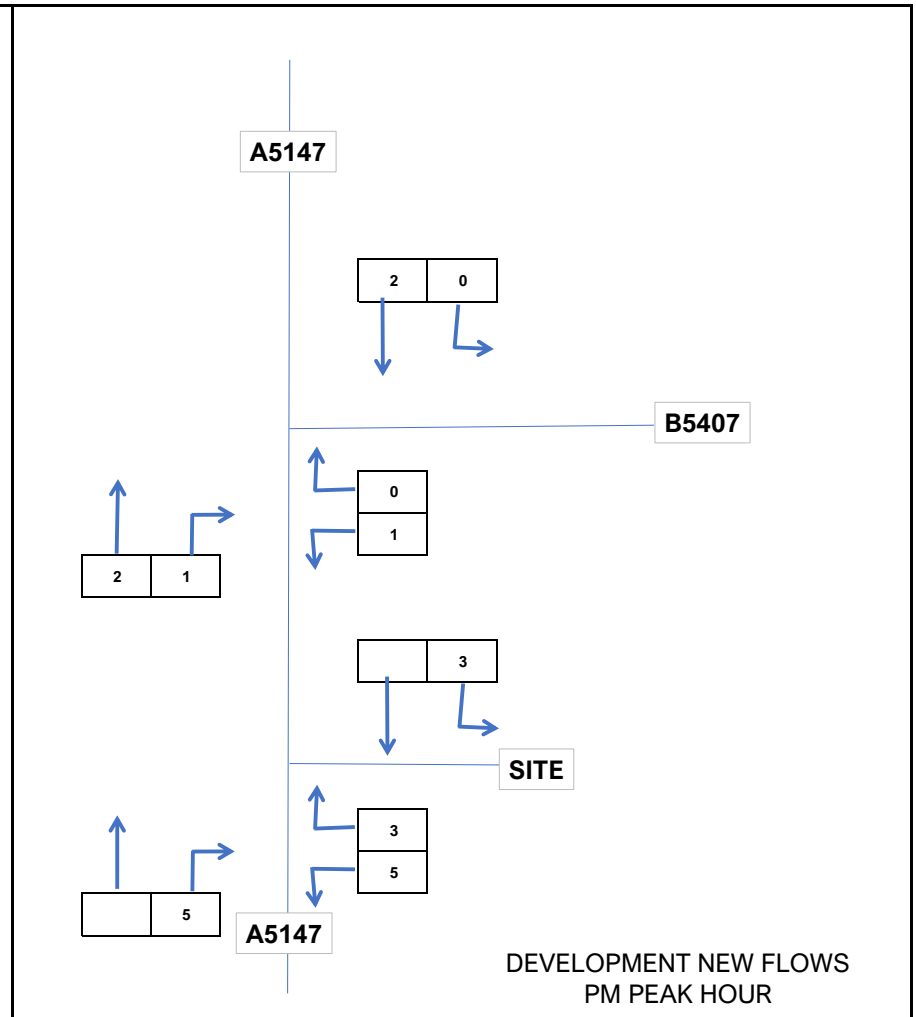 A5147
2 0
B5407
0
1
2 1
3
SITE
3
5
5
A5147
DEVELOPMENT NEW FLOWS
PM PEAK HOUR